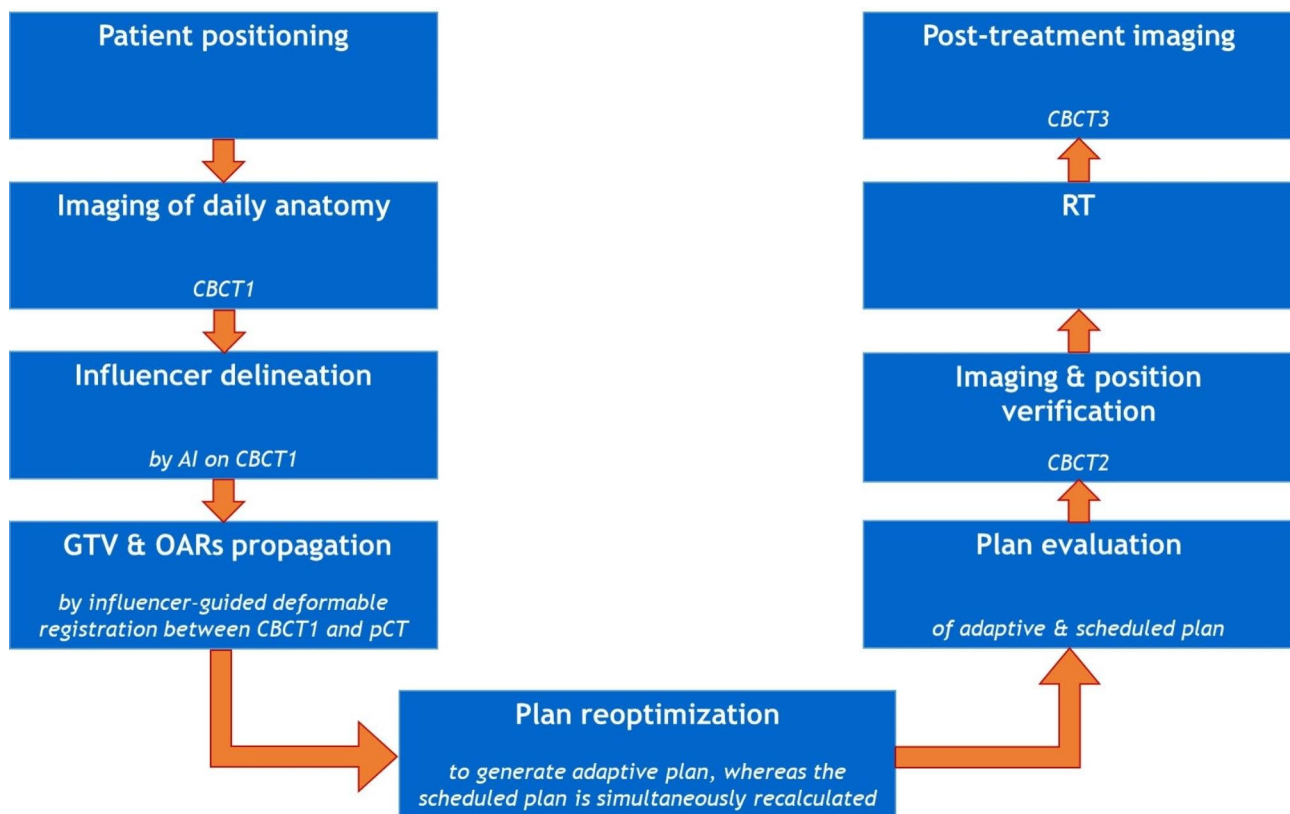 Patient positioning
Imaging of daily anatomy
CBCT1
Influencer delineation
by AI on CBCT1
GTV & OARs propagation
by influencer-guided deformable
registration between CBCT1 and pCT
Plan reoptimization
to generate adaptive plan, whereas the
scheduled plan is simultaneously recalculated
Plan evaluation
of adaptive & scheduled plan
Imaging & position
verification
CBCT2
RT
Post-treatment imaging
CBCT3